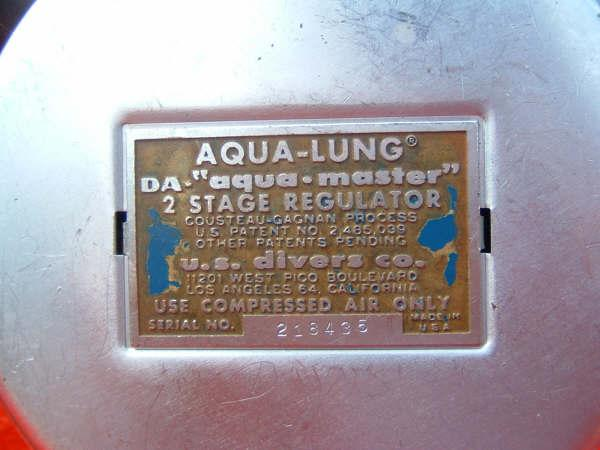 AQUA-LUNG®
DA-"aqua•master"
2 STAGE REGULATOR
COUSTEAU-GAGNAN PROCESS
U.S. PATENT NO. 2,485,039
OTHER PATENTS PENDING
u.s. divers co.
11201 WEST PICO BOULEVARD
LOS ANGELES 64, CALIFORNIA
USE COMPRESSED AIR ONLY
SERIAL NO. 218435 MADE IN
U.S.A.